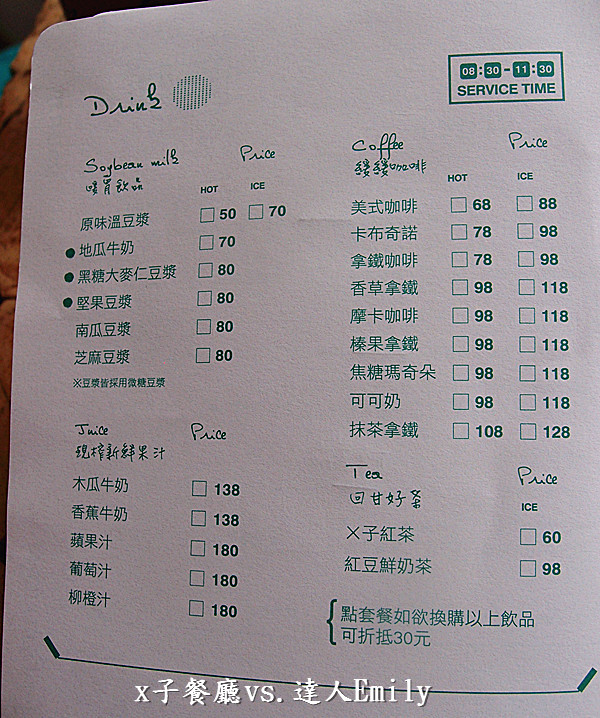 Drink
08:30-11:30
SERVICE TIME
Soybean milk Price
暖胃飲品 HOT ICE
原味溫豆漿 50 70
●地瓜牛奶 70
●黑糖大麥仁豆漿 80
●堅果豆漿 80
南瓜豆漿 80
芝麻豆漿 80
※豆漿皆採用微糖豆漿
Juice Price
現榨新鮮果汁
木瓜牛奶 138
香蕉牛奶 138
蘋果汁 180
葡萄汁 180
柳橙汁 180
Coffee Price
縷縷咖啡 HOT ICE
美式咖啡 68 88
卡布奇諾 78 98
拿鐵咖啡 78 98
香草拿鐵 98 118
摩卡咖啡 98 118
榛果拿鐵 98 118
焦糖瑪奇朵 98 118
可可奶 98 118
抹茶拿鐵 108 128
Tea Price
回甘好茶 ICE
X子紅茶 60
紅豆鮮奶茶 98
點套餐如欲換購以上飲品
可折抵30元
x子餐廳vs.達人Emily